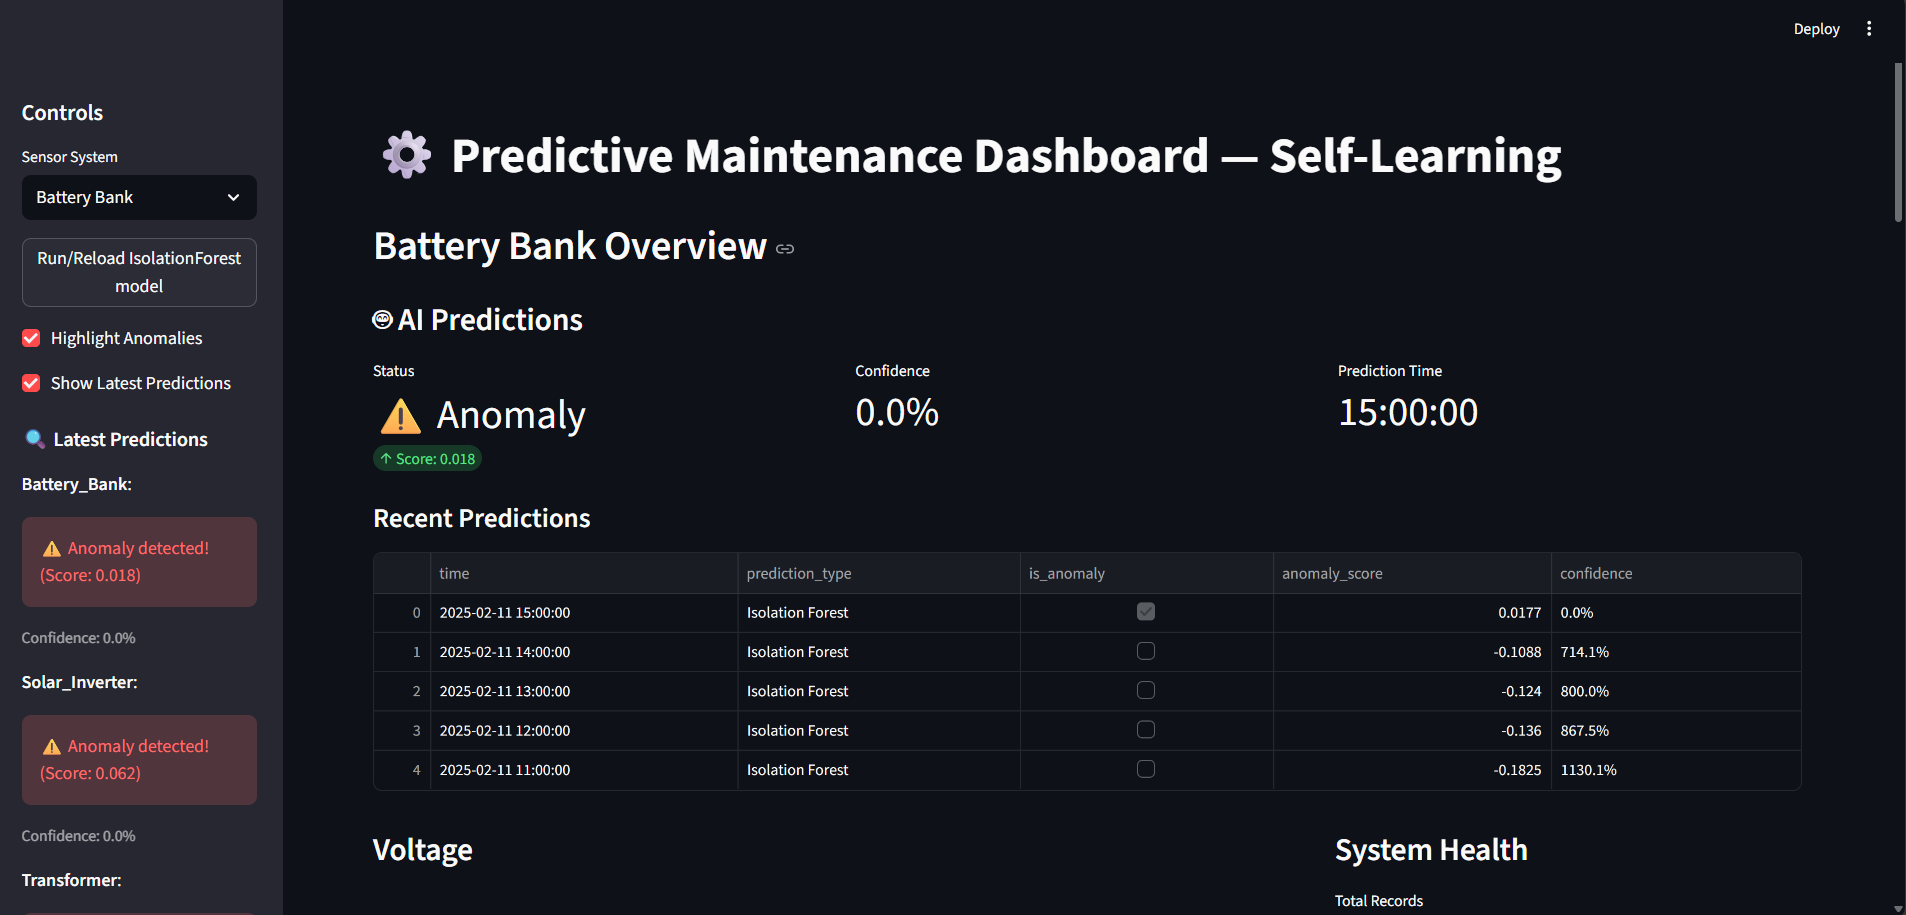 Deploy
Controls
Sensor System
Battery Bank
Run/Reload IsolationForest
model
Highlight Anomalies
Show Latest Predictions
Latest Predictions
Battery_Bank:
Anomaly detected!
(Score: 0.018)
Confidence: 0.0%
Solar_Inverter:
Anomaly detected!
(Score: 0.062)
Confidence: 0.0%
Transformer:
Predictive Maintenance Dashboard — Self-Learning
Battery Bank Overview
AI Predictions
Status
Anomaly
↑ Score: 0.018
Confidence
0.0%
Prediction Time
15:00:00
Recent Predictions
time prediction_type is_anomaly anomaly_score confidence
0 2025-02-11 15:00:00 Isolation Forest 0.0177 0.0%
1 2025-02-11 14:00:00 Isolation Forest -0.1088 714.1%
2 2025-02-11 13:00:00 Isolation Forest -0.124 800.0%
3 2025-02-11 12:00:00 Isolation Forest -0.136 867.5%
4 2025-02-11 11:00:00 Isolation Forest -0.1825 1130.1%
Voltage
System Health
Total Records